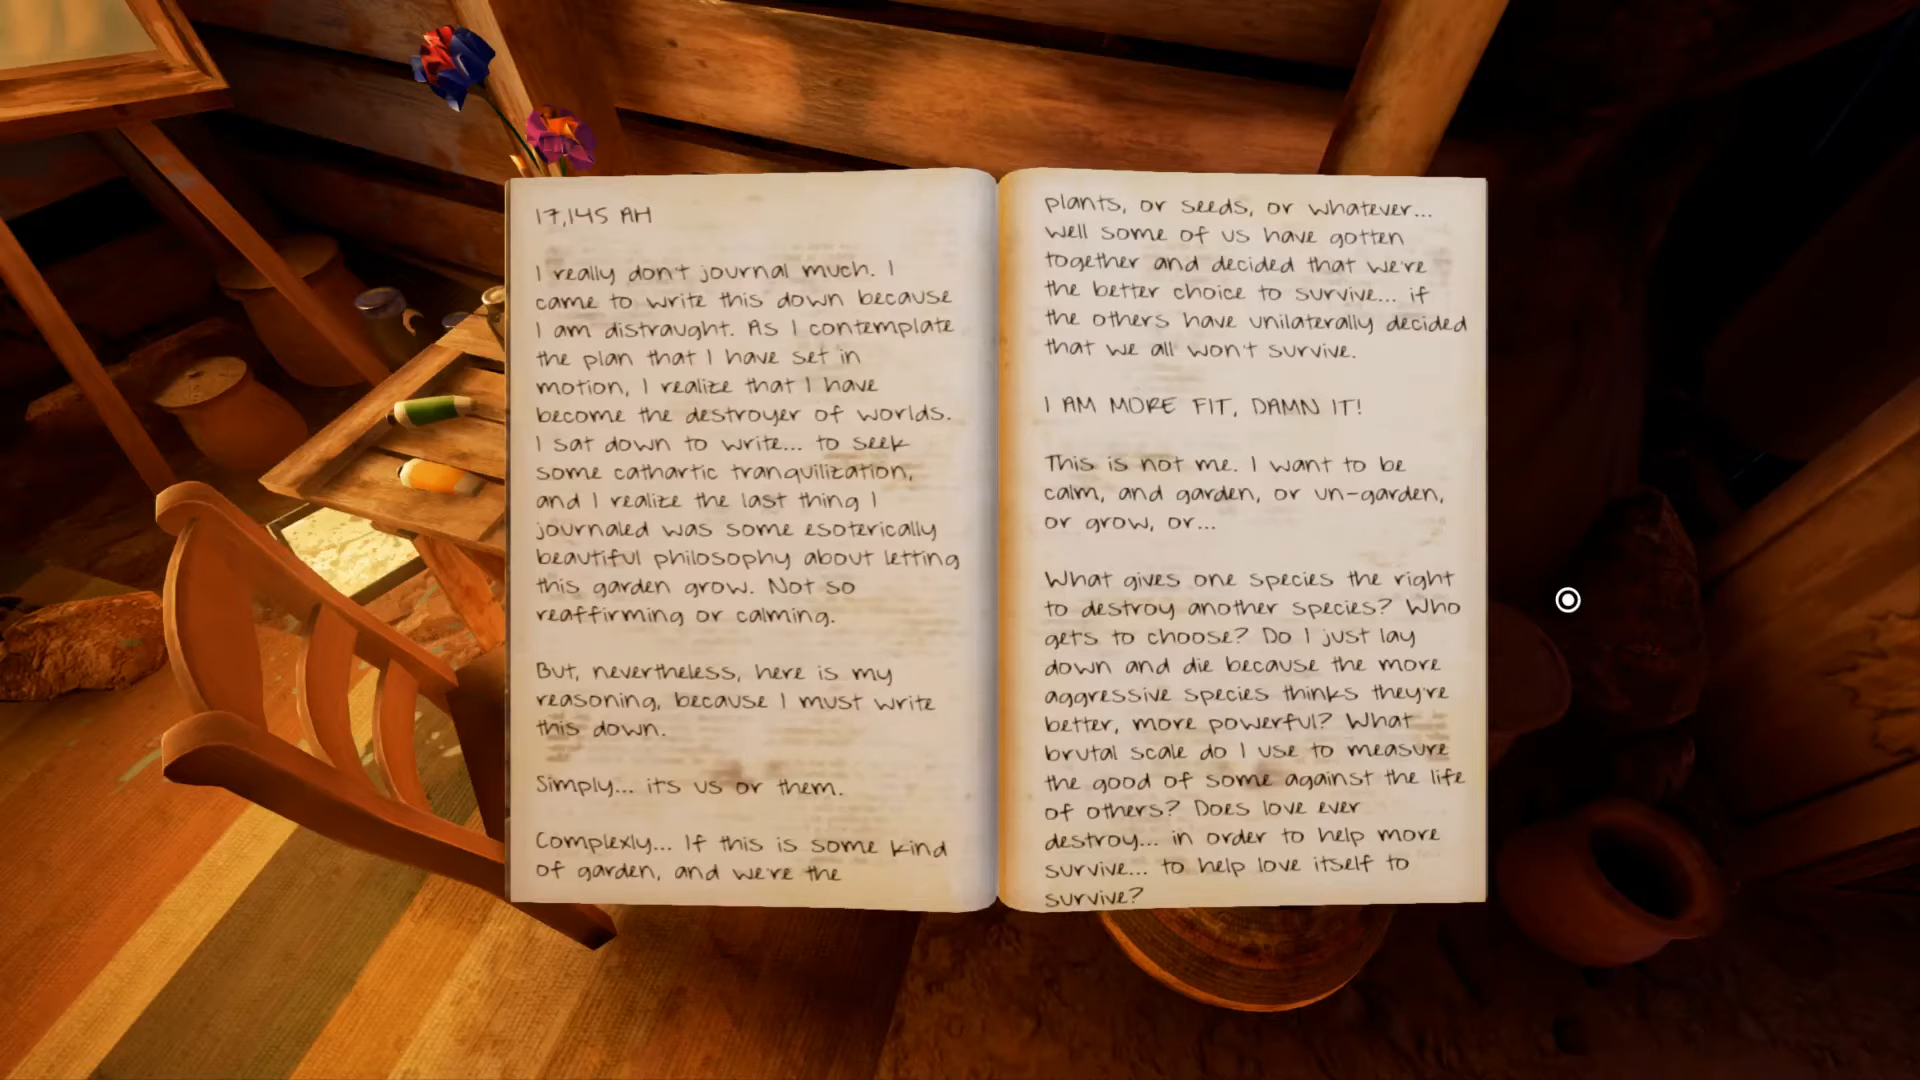 17,145 AH
I really don't journal much. I
came to write this down because
I am distraught. As I contemplate
the plan that I have set in
motion, I realize that I have
become the destroyer of worlds.
I sat down to write... to seek
some cathartic tranquilization,
and I realize the last thing I
journaled was some esoterically
beautiful philosophy about letting
this garden grow. Not so
reaffirming or calming.
But, nevertheless, here is my
reasoning, because I must write
this down.
Simply... it's us or them.
Complexly... If this is some kind
of garden, and we're the
plants, or seeds, or whatever...
well some of us have gotten
together and decided that we're
the better choice to survive... if
the others have unilaterally decided
that we all won't survive.
I AM MORE FIT, DAMN IT!
This is not me. I want to be
calm, and garden, or un-garden,
or grow, or...
What gives one species the right
to destroy another species? Who
gets to choose? Do I just lay
down and die because the more
aggressive species thinks they're
better, more powerful? What
brutal scale do I use to measure
the good of some against the life
of others? Does love ever
destroy... in order to help more
survive... to help love itself to
survive?